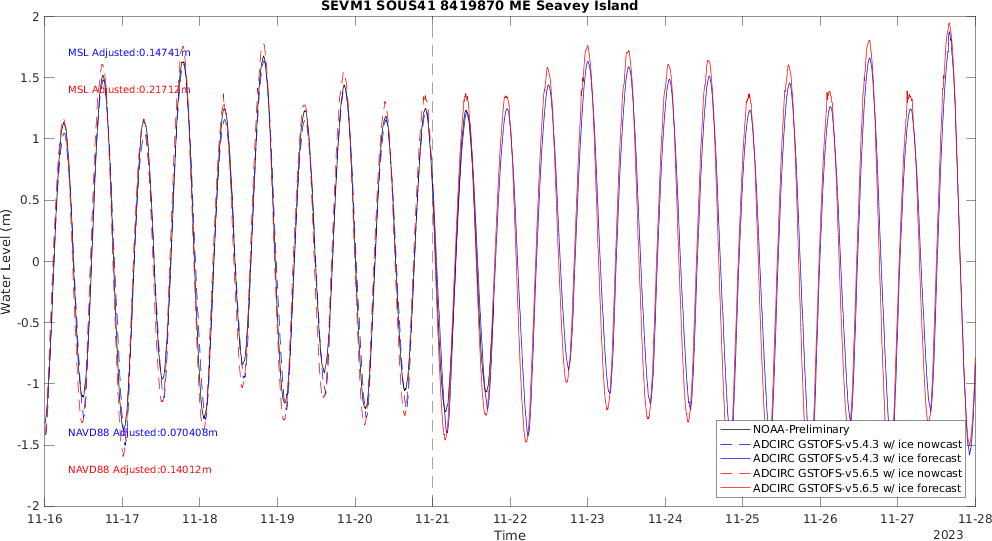 SEVM1 SOUS41 8419870 ME Seavey Island
2
1.5
1
0.5
0
-0.5
-1
-1.5
-2
Water Level (m)
MSL Adjusted:0.14741m
MSL Adjusted:0.21712m
NAVD88 Adjusted:0.070408m
NAVD88 Adjusted:0.14012m
NOAA-Preliminary
ADCIRC GSTOFS-v5.4.3 w/ ice nowcast
ADCIRC GSTOFS-v5.4.3 w/ ice forecast
ADCIRC GSTOFS-v5.6.5 w/ ice nowcast
ADCIRC GSTOFS-v5.6.5 w/ ice forecast
11-16 11-17 11-18 11-19 11-20 11-21 11-22 11-23 11-24 11-25 11-26 11-27 11-28
Time
2023